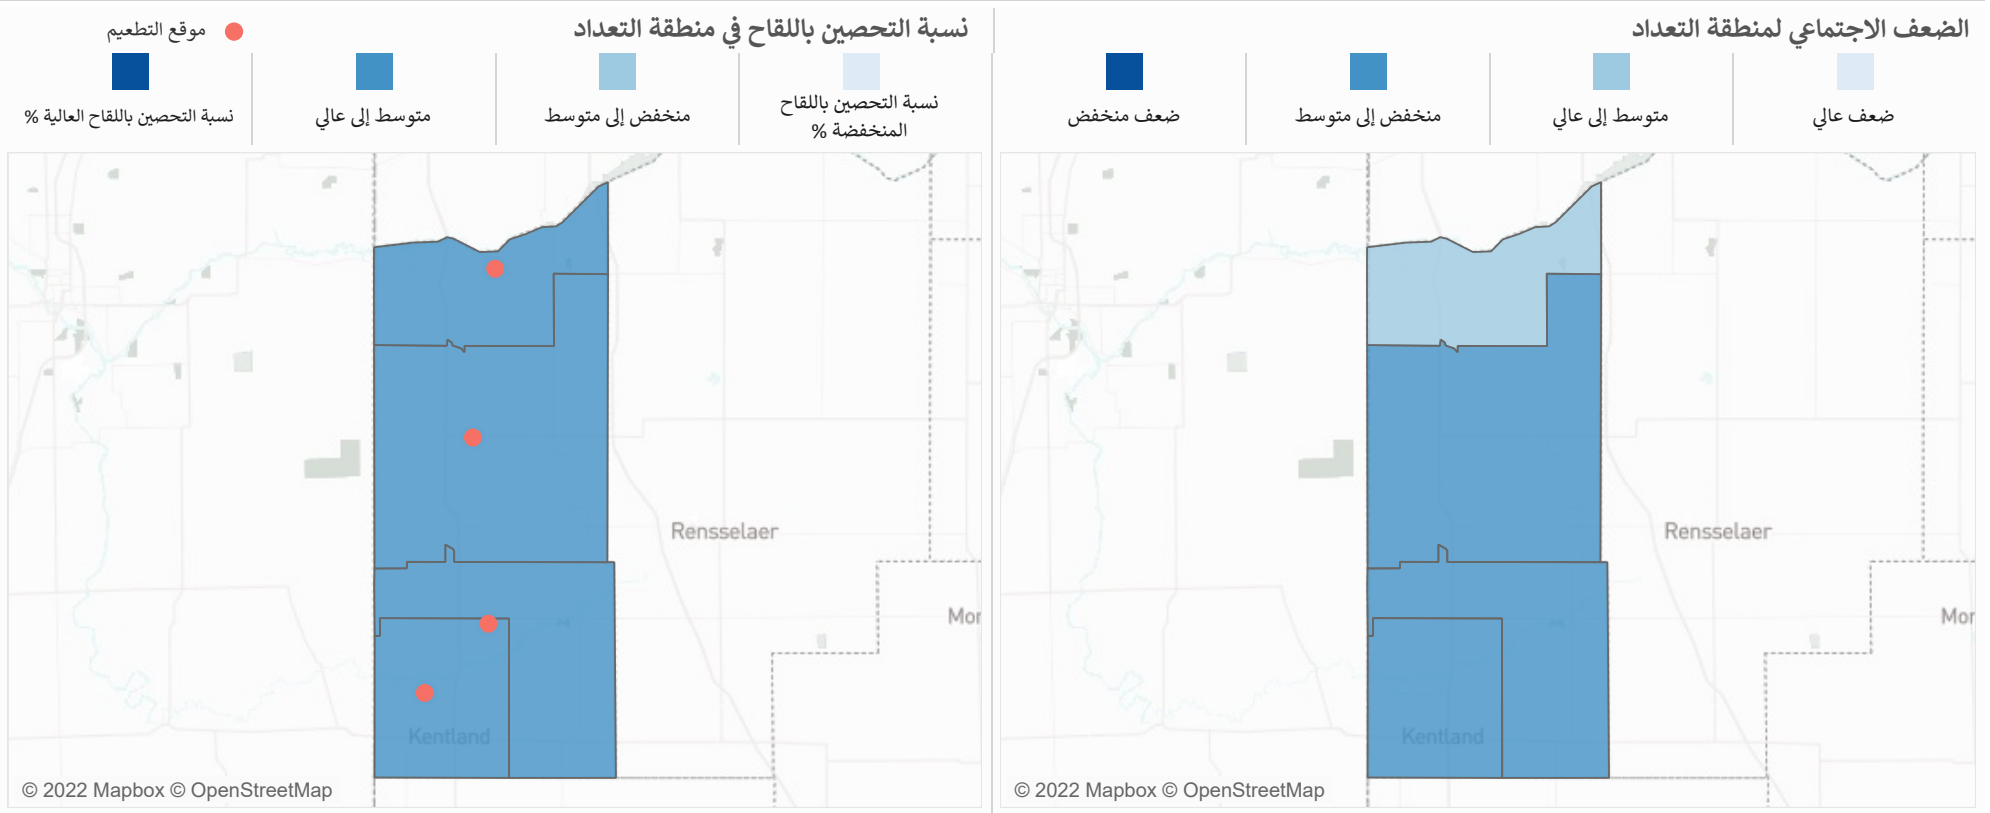 الضعف الاجتماعي لمنطقة التعداد
ضعف عالي
متوسط إلى عالي
منخفض إلى متوسط
ضعف منخفض
Rensselaer
Mor
Kentland
© 2022 Mapbox © OpenStreetMap
نسبة التحصين باللقاح في منطقة التعداد
موقع التطعيم
نسبة التحصين باللقاح
المنخفضة %
منخفض إلى متوسط
متوسط إلى عالي
نسبة التحصين باللقاح العالية %
Rensselaer
Mor
Kentland
© 2022 Mapbox © OpenStreetMap